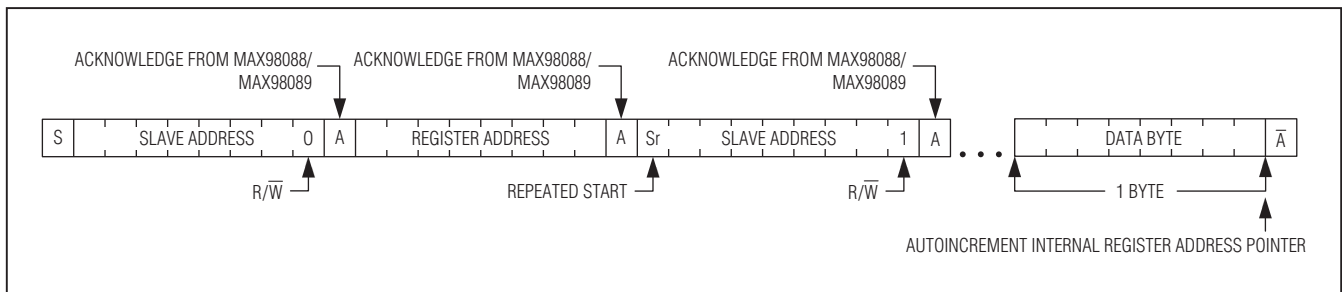 ACKNOWLEDGE FROM MAX98088/
MAX98089
ACKNOWLEDGE FROM MAX98088/
MAX98089
ACKNOWLEDGE FROM MAX98088/
MAX98089
S SLAVE ADDRESS 0 A REGISTER ADDRESS A Sr SLAVE ADDRESS 1 A ... DATA BYTE A̅
R/W̅ REPEATED START R/W̅ 1 BYTE
AUTOINCREMENT INTERNAL REGISTER ADDRESS POINTER